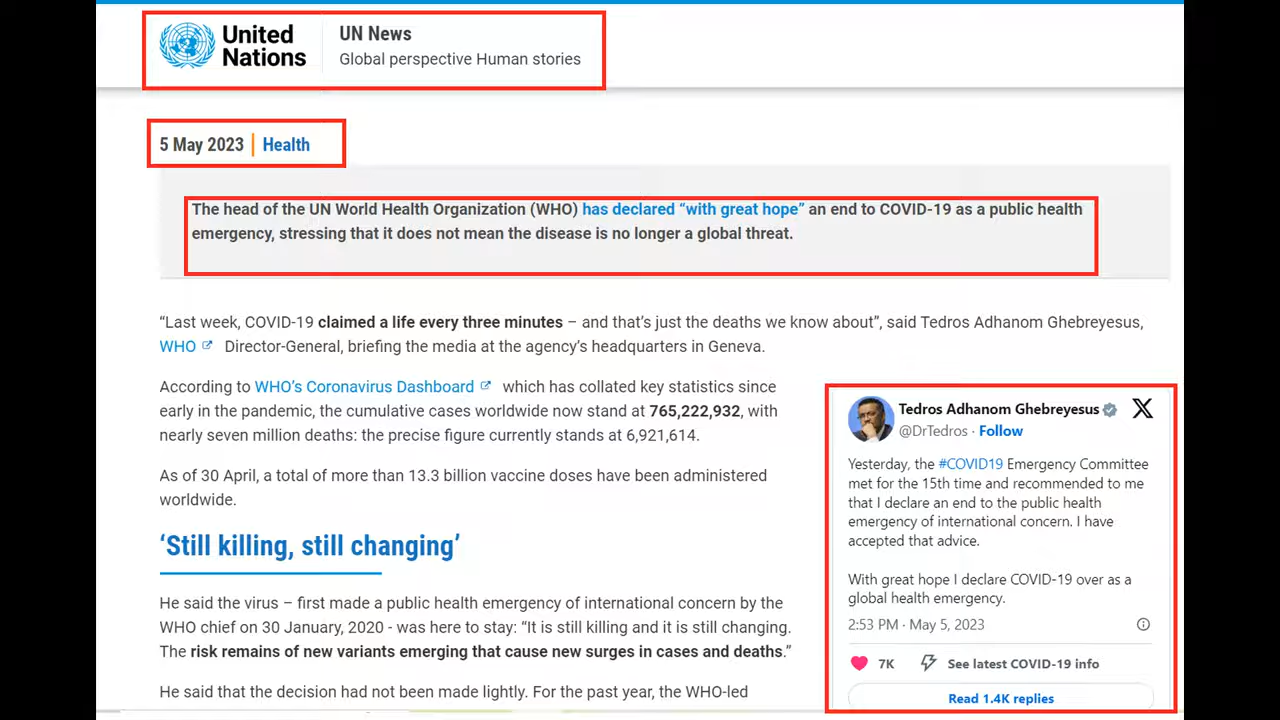 United
Nations
UN News
Global perspective Human stories
5 May 2023 | Health
The head of the UN World Health Organization (WHO) has declared “with great hope” an end to COVID-19 as a public health
emergency, stressing that it does not mean the disease is no longer a global threat.
“Last week, COVID-19 claimed a life every three minutes – and that’s just the deaths we know about”, said Tedros Adhanom Ghebreyesus,
WHO Director-General, briefing the media at the agency’s headquarters in Geneva.
According to WHO’s Coronavirus Dashboard which has collated key statistics since
early in the pandemic, the cumulative cases worldwide now stand at 765,222,932, with
nearly seven million deaths: the precise figure currently stands at 6,921,614.
As of 30 April, a total of more than 13.3 billion vaccine doses have been administered
worldwide.
‘Still killing, still changing’
He said the virus – first made a public health emergency of international concern by the
WHO chief on 30 January, 2020 - was here to stay: “It is still killing and it is still changing.
The risk remains of new variants emerging that cause new surges in cases and deaths.”
He said that the decision had not been made lightly. For the past year, the WHO-led
Tedros Adhanom Ghebreyesus
@DrTedros · Follow
Yesterday, the #COVID19 Emergency Committee
met for the 15th time and recommended to me
that I declare an end to the public health
emergency of international concern. I have
accepted that advice.
With great hope I declare COVID-19 over as a
global health emergency.
2:53 PM · May 5, 2023
7K See latest COVID-19 info
Read 1.4K replies